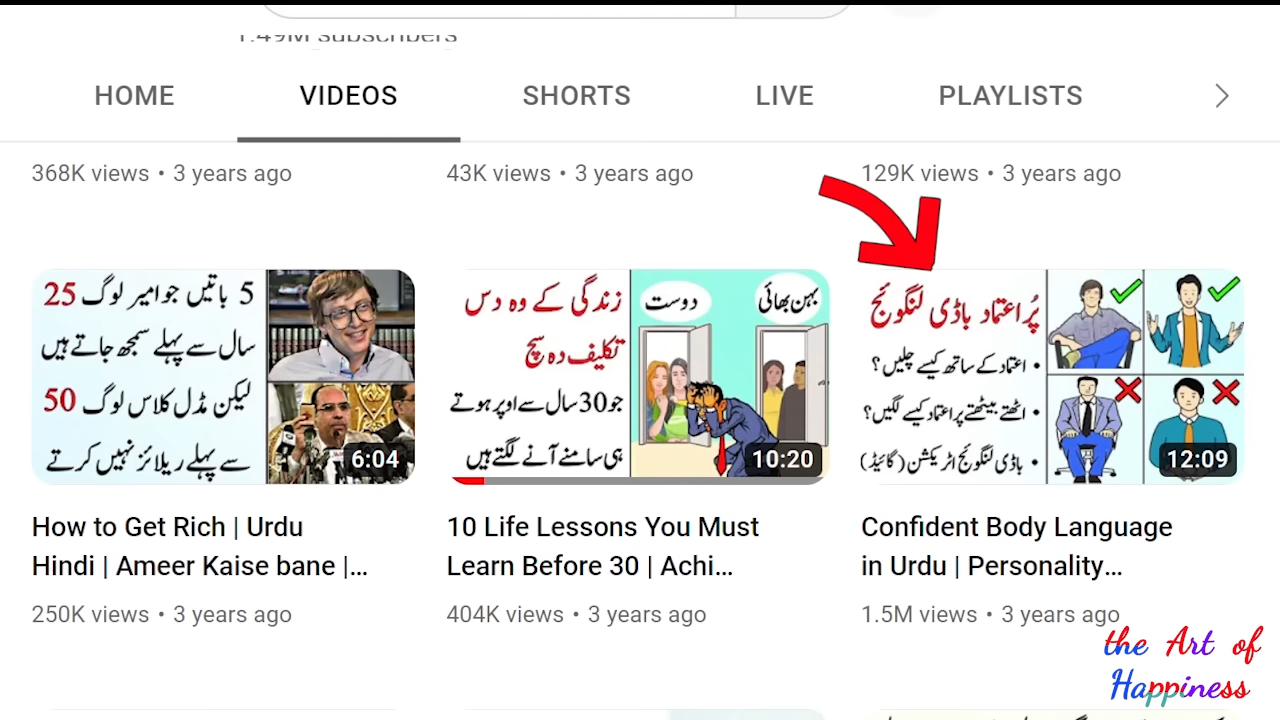 1.49M subscribers
HOME
VIDEOS
SHORTS
LIVE
PLAYLISTS
368K views • 3 years ago
43K views • 3 years ago
129K views • 3 years ago
5 باتیں جو امیر لوگ 25
سال سے پہلے سمجھ جاتے ہیں
لیکن مڈل کلاس لوگ 50
سے پہلے ریلائز نہیں کرتے
6:04
زندگی کے وہ دس
تکلیف دہ سچ
جو 30 سال سے اوپر ہوتے
ہی سامنے آنے لگتے ہیں
دوست
بہن بھائی
10:20
پُر اعتماد باڈی لنگوئج
• اعتماد کے ساتھ کیسے چلیں؟
• اٹھتے بیٹھتے پر اعتماد کیسے لگیں؟
• باڈی لنگوئج اٹریکشن (گائیڈ)
12:09
How to Get Rich | Urdu
Hindi | Ameer Kaise bane |...
250K views • 3 years ago
10 Life Lessons You Must
Learn Before 30 | Achi...
404K views • 3 years ago
Confident Body Language
in Urdu | Personality...
1.5M views • 3 years ago
the Art of
Happiness